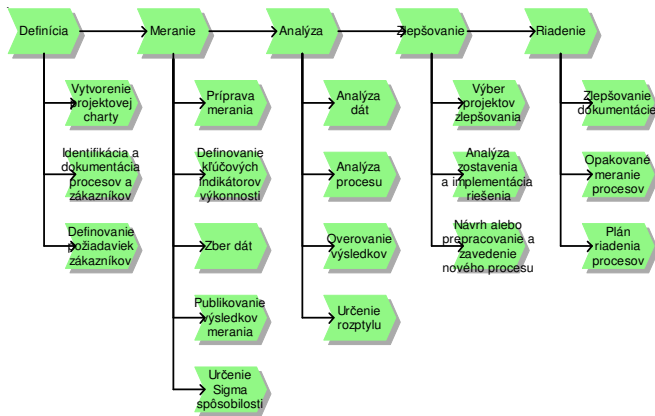 Definícia
Meranie
Analýza
Zlepšovanie
Riadenie
Vytvorenie
projektovej
charty
Identifikácia a
dokumentácia
procesov a
zákazníkov
Definovanie
požiadaviek
zákazníkov
Príprava
merania
Definovanie
kľúčových
indikátorov
výkonnosti
Zber dát
Publikovanie
výsledkov
merania
Určenie
Sigma
spôsobilosti
Analýza
dát
Analýza
procesu
Overovanie
výsledkov
Určenie
rozptylu
Výber
projektov
zlepšovania
Analýza
zostavenia
a implementácia
riešenia
Návrh alebo
prepracovanie a
zavedenie
nového procesu
Zlepšovanie
dokumentácie
Opakované
meranie
procesov
Plán
riadenia
procesov